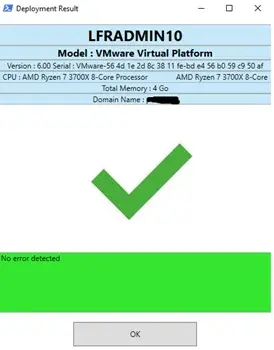 Deployment Result
LFRADMIN10
Model : VMware Virtual Platform
Version : 6.00 Serial : VMware-56 4d 1e 2d 8c 38 11 fe-bd e4 56 b0 59 c9 50 af
CPU : AMD Ryzen 7 3700X 8-Core Processor AMD Ryzen 7 3700X 8-Core
Total Memory : 4 Go
Domain Name :
No error detected
OK